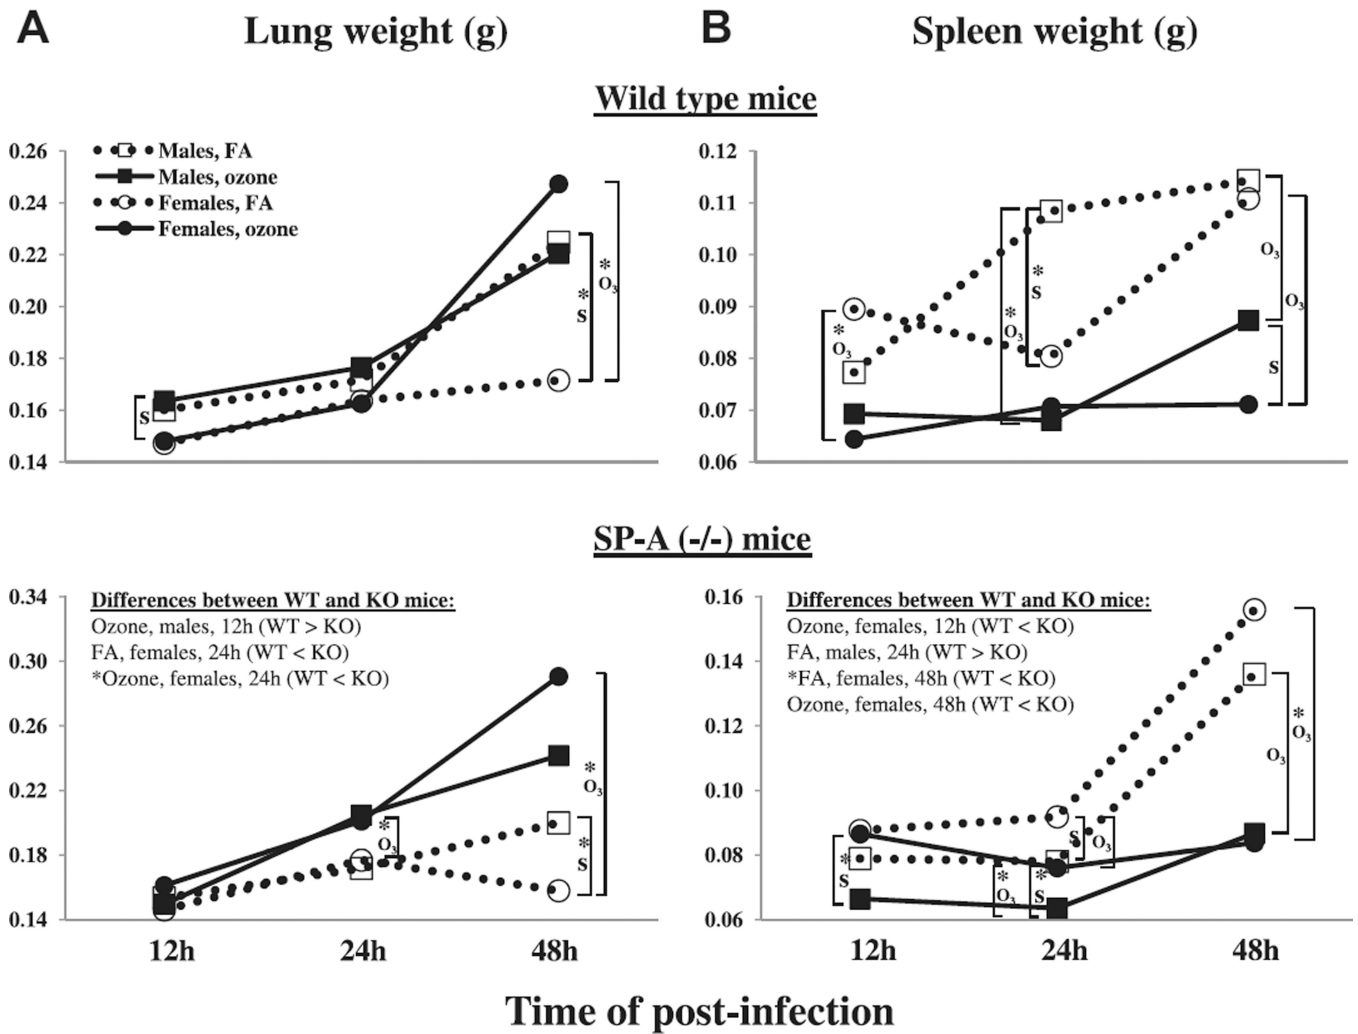 A
Lung weight (g)
B
Spleen weight (g)
Wild type mice
0.26
0.24
0.22
0.20
0.18
0.16
0.14
Males, FA
Males, ozone
Females, FA
Females, ozone
S
* S
* O₃
0.12
0.11
0.10
0.09
0.08
0.07
0.06
* O₃
* O₃
* S
O₃
S
O₃
SP-A (-/-) mice
0.34
0.30
0.26
0.22
0.18
0.14
Differences between WT and KO mice:
Ozone, males, 12h (WT > KO)
FA, females, 24h (WT < KO)
*Ozone, females, 24h (WT < KO)
* O₃
* S
* O₃
12h
24h
48h
0.16
0.14
0.12
0.10
0.08
0.06
Differences between WT and KO mice:
Ozone, females, 12h (WT < KO)
FA, males, 24h (WT > KO)
*FA, females, 48h (WT < KO)
Ozone, females, 48h (WT < KO)
* S
* O₃
* S
S
O₃
O₃
* O₃
12h
24h
48h
Time of post-infection